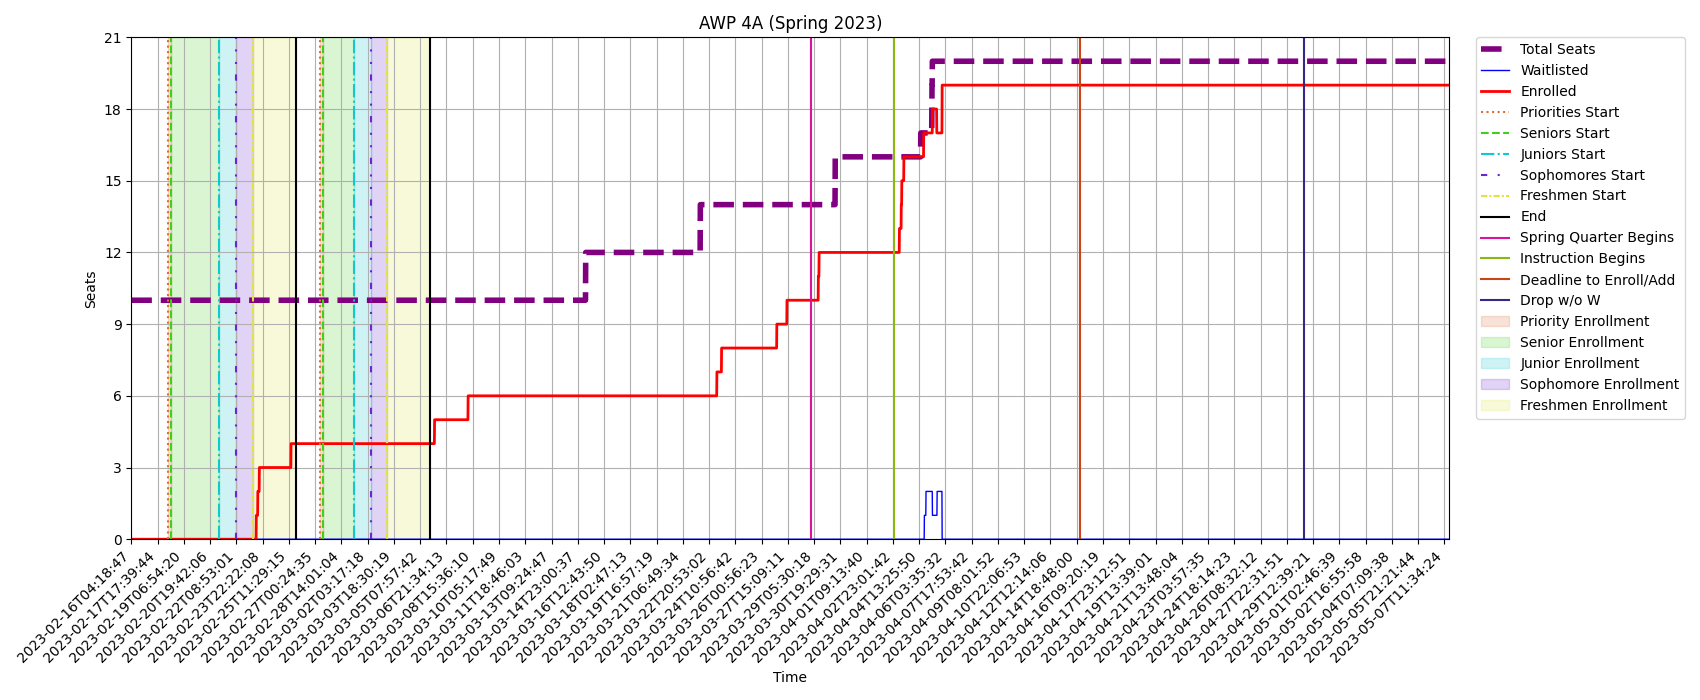 AWP 4A (Spring 2023)
21
18
15
12
9
6
3
0
Seats
2023-02-16T04:18:47
2023-02-17T17:39:44
2023-02-19T06:54:20
2023-02-20T19:42:06
2023-02-22T08:53:01
2023-02-23T22:22:08
2023-02-25T11:29:15
2023-02-27T00:24:35
2023-02-28T14:01:04
2023-03-02T03:17:18
2023-03-03T18:30:19
2023-03-05T07:57:42
2023-03-06T21:34:13
2023-03-08T15:36:10
2023-03-10T05:17:49
2023-03-11T18:46:03
2023-03-13T09:24:47
2023-03-14T23:00:37
2023-03-16T12:43:50
2023-03-18T02:47:13
2023-03-19T16:57:19
2023-03-21T06:49:34
2023-03-22T20:53:02
2023-03-24T10:56:42
2023-03-26T00:56:23
2023-03-27T15:09:11
2023-03-29T05:30:18
2023-03-30T19:29:31
2023-04-01T09:13:40
2023-04-02T23:01:42
2023-04-04T13:25:50
2023-04-06T03:35:32
2023-04-07T17:53:42
2023-04-09T08:01:52
2023-04-10T22:06:53
2023-04-12T12:14:06
2023-04-14T18:48:00
2023-04-16T09:20:19
2023-04-17T23:12:51
2023-04-19T13:39:01
2023-04-21T13:48:04
2023-04-23T03:57:35
2023-04-24T18:14:23
2023-04-26T08:32:12
2023-04-27T22:31:51
2023-04-29T12:39:21
2023-05-01T02:46:39
2023-05-02T16:55:58
2023-05-04T07:09:38
2023-05-05T21:21:44
2023-05-07T11:34:24
Time
Total Seats
Waitlisted
Enrolled
Priorities Start
Seniors Start
Juniors Start
Sophomores Start
Freshmen Start
End
Spring Quarter Begins
Instruction Begins
Deadline to Enroll/Add
Drop w/o W
Priority Enrollment
Senior Enrollment
Junior Enrollment
Sophomore Enrollment
Freshmen Enrollment